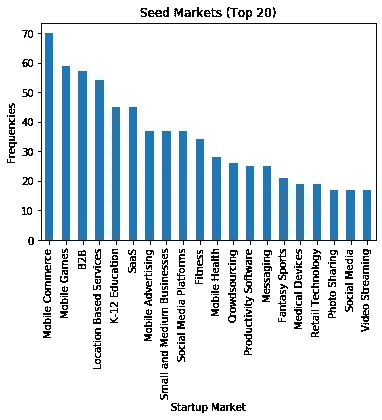 Seed Markets (Top 20)
Frequencies
70
60
50
40
30
20
10
0
Mobile Commerce
Mobile Games
B2B
Location Based Services
K-12 Education
SaaS
Mobile Advertising
Small and Medium Businesses
Social Media Platforms
Fitness
Mobile Health
Crowdsourcing
Productivity Software
Messaging
Fantasy Sports
Medical Devices
Retail Technology
Photo Sharing
Social Media
Video Streaming
Startup Market